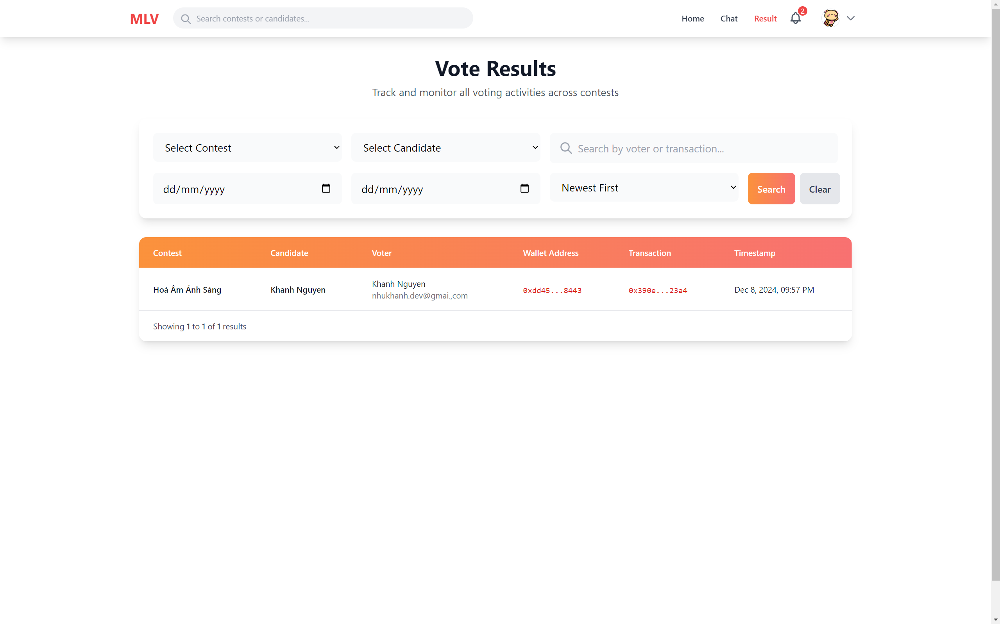 MLV
Search contests or candidates...
Home
Chat
Result
2
Vote Results
Track and monitor all voting activities across contests
Select Contest
Select Candidate
Search by voter or transaction...
dd/mm/yyyy
dd/mm/yyyy
Newest First
Search
Clear
Contest Candidate Voter Wallet Address Transaction Timestamp
Hoà Âm Ánh Sáng
Khanh Nguyen
Khanh Nguyen
nhukhanh.dev@gmai.,com
0xdd45...8443
0x390e...23a4
Dec 8, 2024, 09:57 PM
Showing 1 to 1 of 1 results